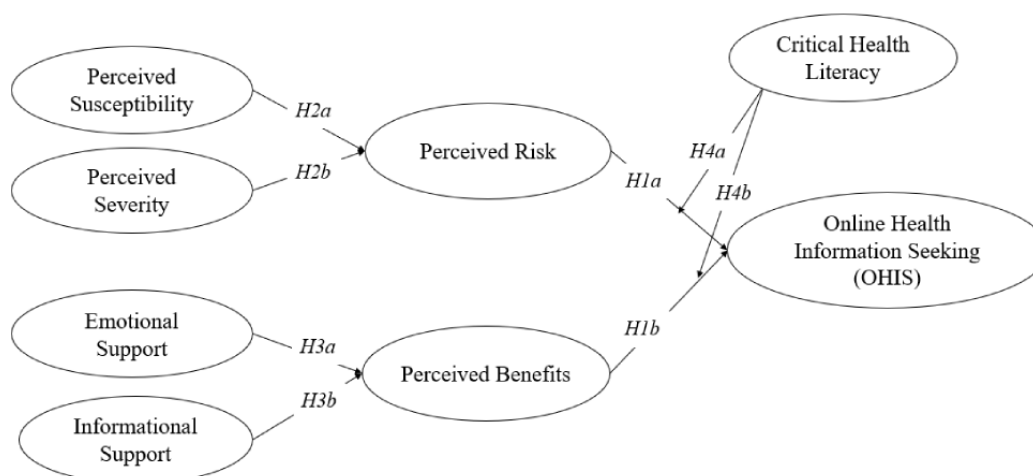 Perceived
Susceptibility
H2a
H2b
Perceived
Severity
Perceived Risk
H1a
Critical Health
Literacy
H4a
H4b
Online Health
Information Seeking
(OHIS)
Emotional
Support
H3a
H3b
Informational
Support
Perceived Benefits
H1b